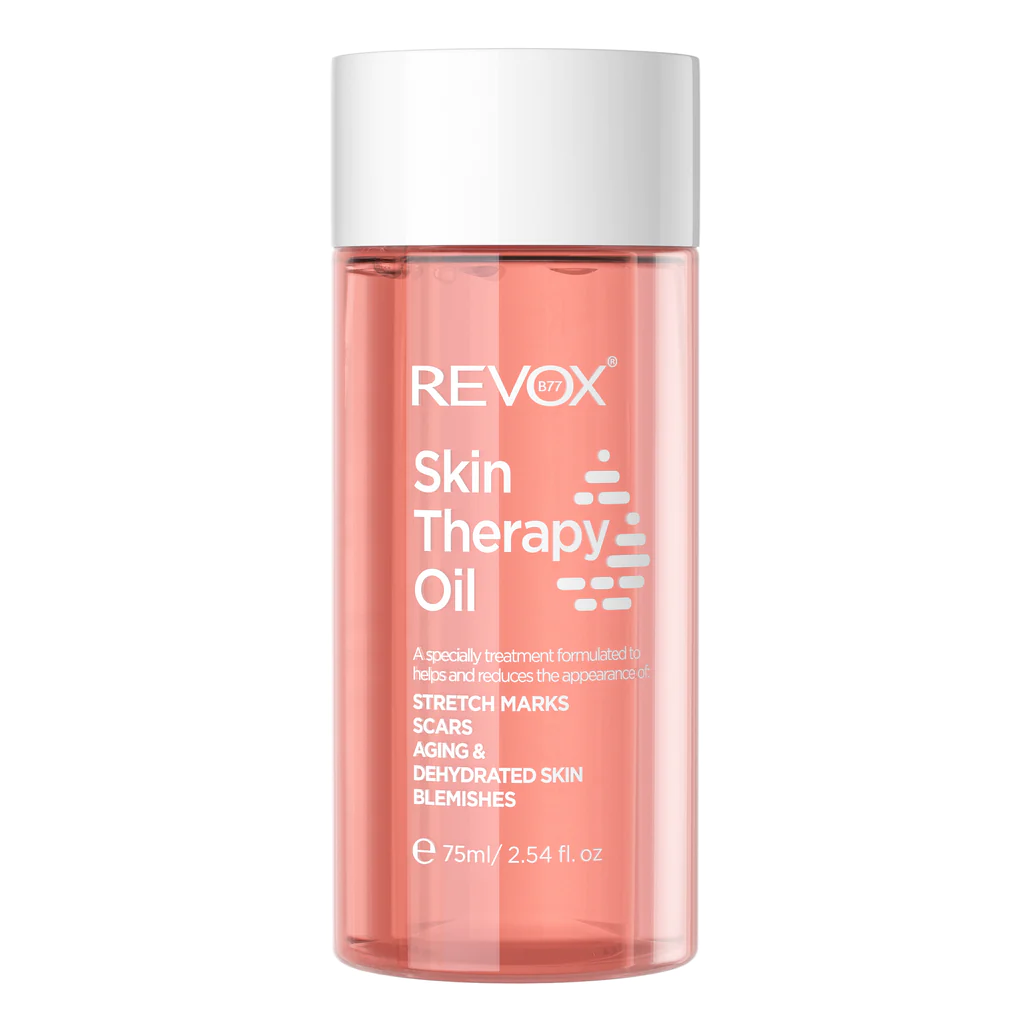 REVOX®
B77
Skin
Therapy
Oil
A specially treatment formulated to
helps and reduces the appearance of:
STRETCH MARKS
SCARS
AGING &
DEHYDRATED SKIN
BLEMISHES
℮ 75ml/ 2.54 fl. oz